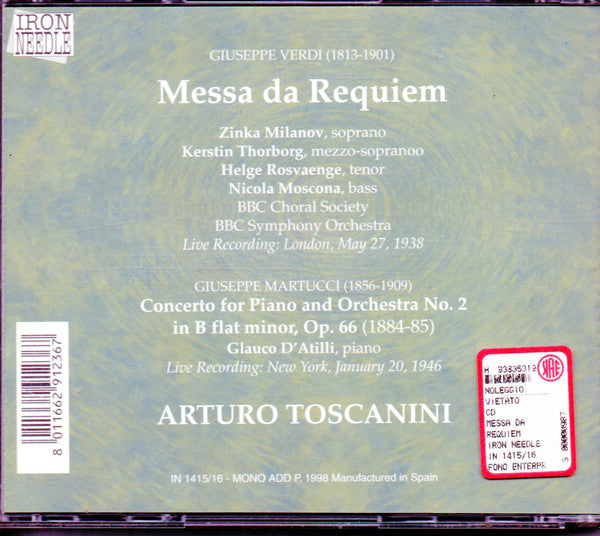 IRON
NEEDLE
GIUSEPPE VERDI (1813-1901)
Messa da Requiem
Zinka Milanov, soprano
Kerstin Thorborg, mezzo-sopranoo
Helge Rosvaenge, tenor
Nicola Moscona, bass
BBC Choral Society
BBC Symphony Orchestra
Live Recording: London, May 27, 1938
GIUSEPPE MARTUCCI (1856-1909)
Concerto for Piano and Orchestra No. 2
in B flat minor, Op. 66 (1884-85)
Glauco D'Atilli, piano
Live Recording: New York, January 20, 1946
ARTURO TOSCANINI
IN 1415/16 - MONO ADD P. 1998 Manufactured in Spain
8 011662 912367
NOLEGGIO
VIETATO
CD
MESSA DA
REQUIEM
IRON NEEDLE
IN 1415/16
FONO ENTERPR